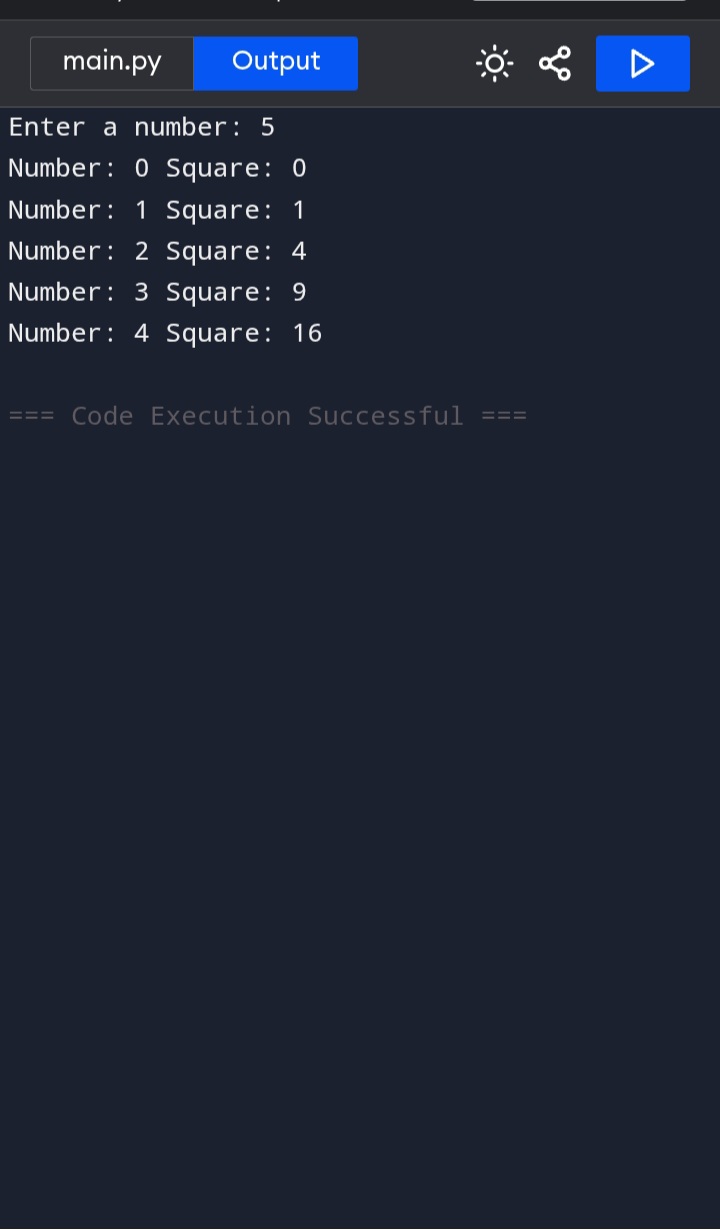 main.py Output
Enter a number: 5
Number: 0 Square: 0
Number: 1 Square: 1
Number: 2 Square: 4
Number: 3 Square: 9
Number: 4 Square: 16
=== Code Execution Successful ===